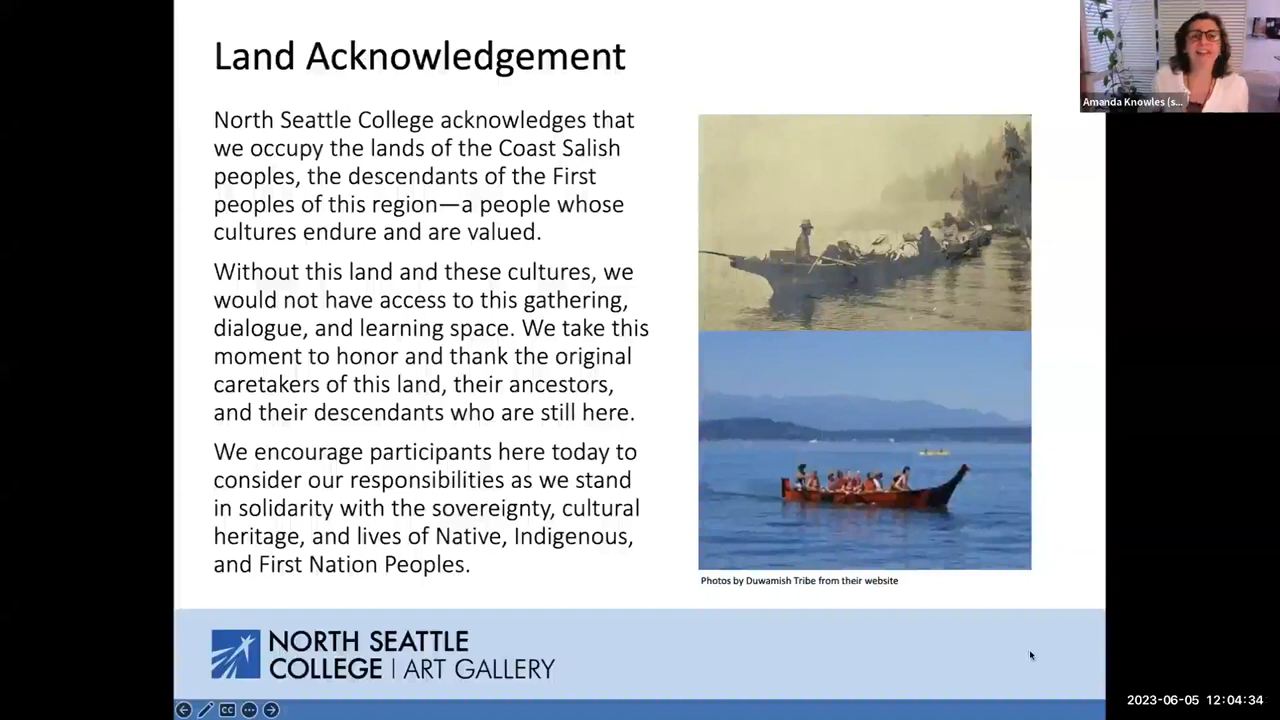 Land Acknowledgement
North Seattle College acknowledges that
we occupy the lands of the Coast Salish
peoples, the descendants of the First
peoples of this region—a people whose
cultures endure and are valued.
Without this land and these cultures, we
would not have access to this gathering,
dialogue, and learning space. We take this
moment to honor and thank the original
caretakers of this land, their ancestors,
and their descendants who are still here.
We encourage participants here today to
consider our responsibilities as we stand
in solidarity with the sovereignty, cultural
heritage, and lives of Native, Indigenous,
and First Nation Peoples.
Photos by Duwamish Tribe from their website
NORTH SEATTLE
COLLEGE | ART GALLERY
CC
Amanda Knowles (s...
2023-06-05 12:04:34